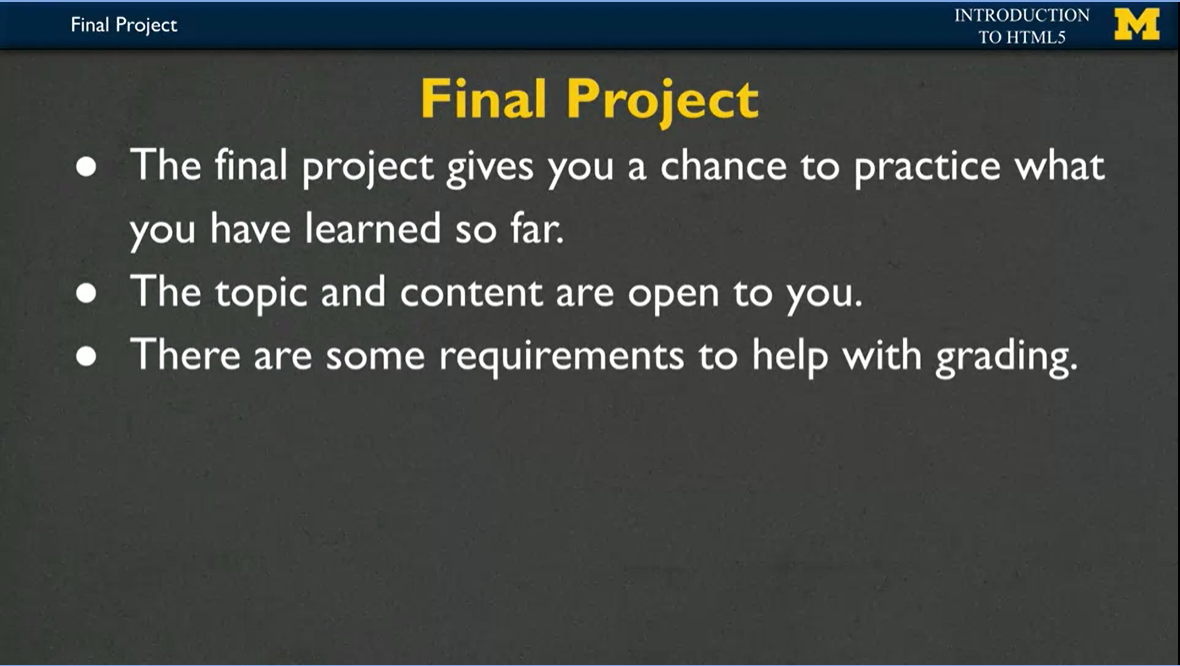 Final Project
INTRODUCTION
TO HTML5
M
Final Project
● The final project gives you a chance to practice what
you have learned so far.
● The topic and content are open to you.
● There are some requirements to help with grading.